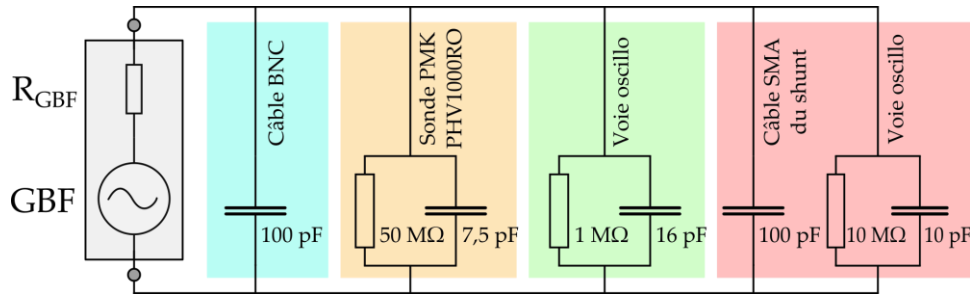 R_GBF
GBF
Câble BNC
100 pF
Sonde PMK
PHV1000RO
50 MΩ
7,5 pF
Voie oscillo
1 MΩ
16 pF
Câble SMA
du shunt
100 pF
Voie oscillo
10 MΩ
10 pF